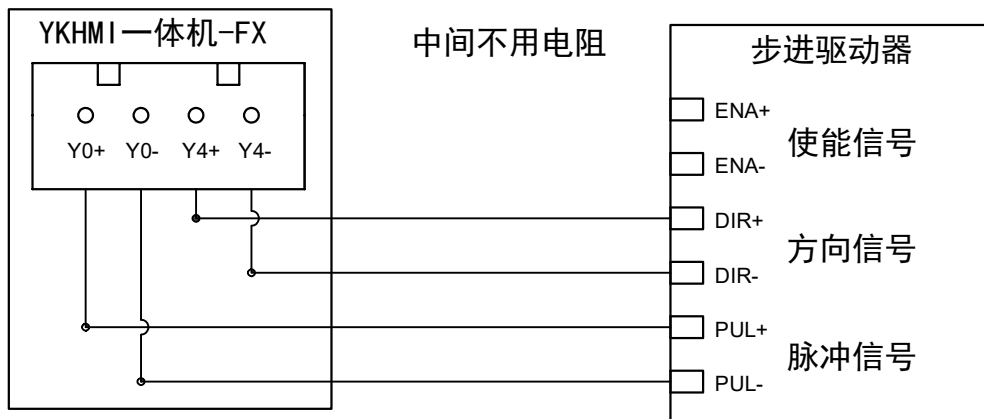 YKHMI一体机-FX
中间不用电阻
步进驱动器
Y0+ Y0- Y4+ Y4-
ENA+
使能信号
ENA-
DIR+
方向信号
DIR-
PUL+
脉冲信号
PUL-